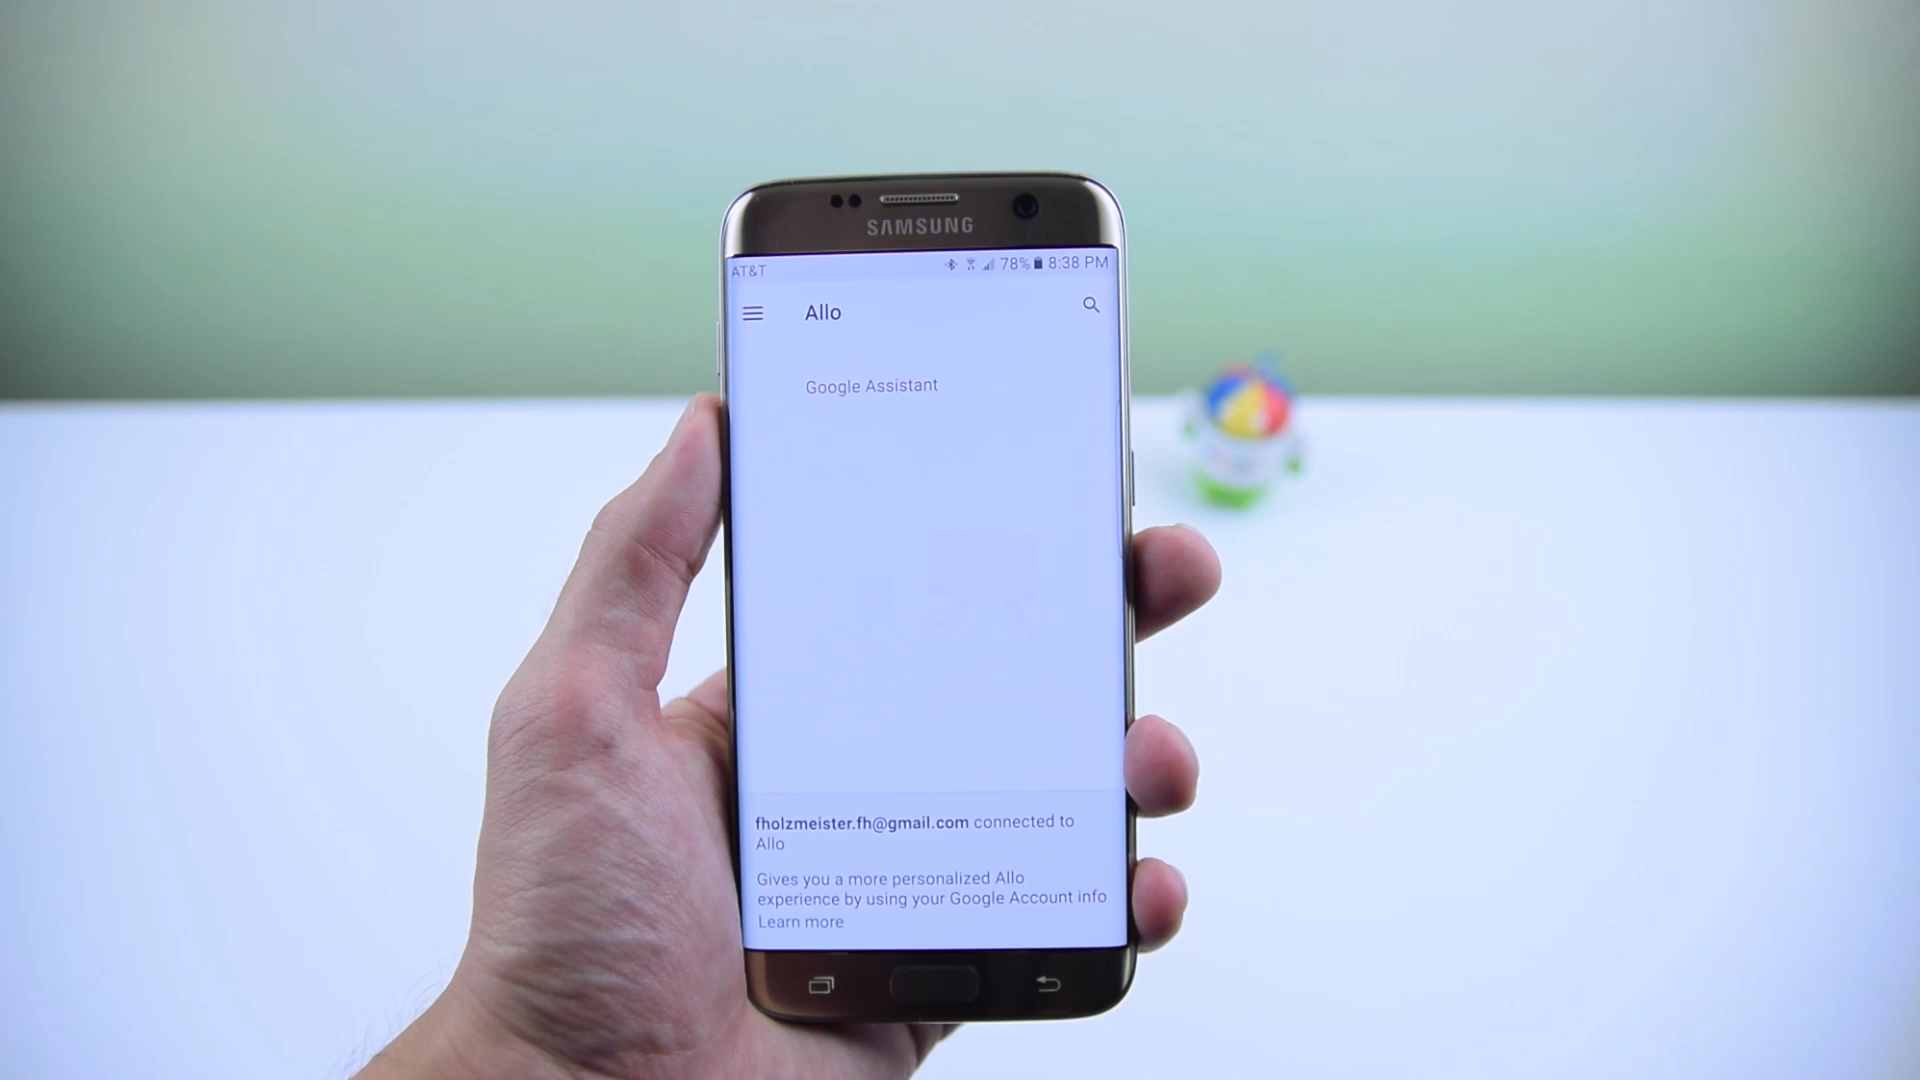 SAMSUNG
AT&T 78% 8:38 PM
Allo
Google Assistant
fholzmeister.fh@gmail.com connected to
Allo
Gives you a more personalized Allo
experience by using your Google Account info
Learn more